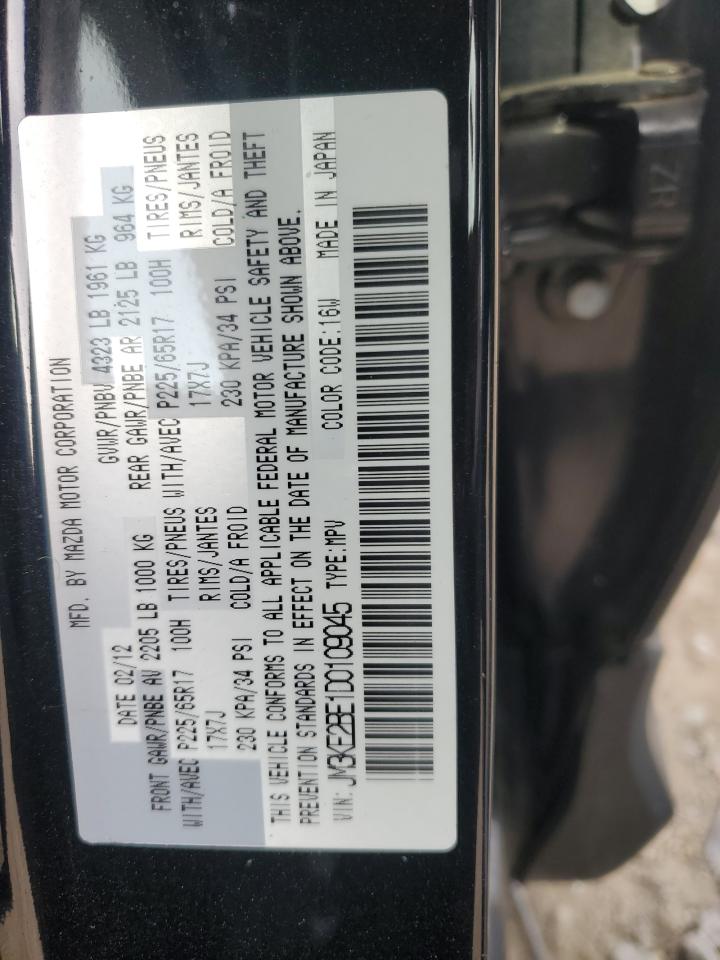 MFD. BY MAZDA MOTOR CORPORATION
DATE 02/12 GVWR/PNBV 4323 LB 1961 KG
FRONT GAWR/PNBE AV 2205 LB 1000 KG REAR GAWR/PNBE AR 2125 LB 964 KG
WITH/AVEC P225/65R17 100H TIRES/PNEUS WITH/AVEC P225/65R17 100H TIRES/PNEUS
17X7J RIMS/JANTES 17X7J RIMS/JANTES
230 KPA/34 PSI COLD/A FROID 230 KPA/34 PSI COLD/A FROID
THIS VEHICLE CONFORMS TO ALL APPLICABLE FEDERAL MOTOR VEHICLE SAFETY AND THEFT
PREVENTION STANDARDS IN EFFECT ON THE DATE OF MANUFACTURE SHOWN ABOVE.
VIN: JM3KE2BE1D0109045 TYPE:MPV COLOR CODE:16W MADE IN JAPAN
ZR